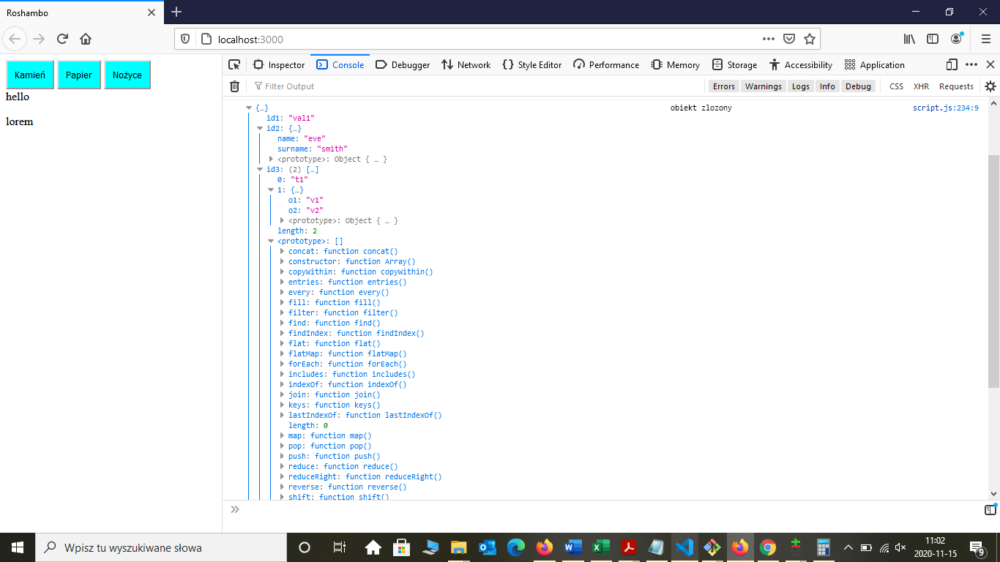 Roshambo
localhost:3000
Inspector Console Debugger Network Style Editor Performance Memory Storage Accessibility Application
Filter Output Errors Warnings Logs Info Debug CSS XHR Requests
Kamień Papier Nożyce
hello
lorem
{…} obiekt zlozony script.js:234:9
id1: "val1"
id2: {…}
name: "eve"
surname: "smith"
<prototype>: Object { … }
id3: (2) […]
0: "t1"
1: {…}
o1: "v1"
o2: "v2"
<prototype>: Object { … }
length: 2
<prototype>: []
concat: function concat()
constructor: function Array()
copyWithin: function copyWithin()
entries: function entries()
every: function every()
fill: function fill()
filter: function filter()
find: function find()
findIndex: function findIndex()
flat: function flat()
flatMap: function flatMap()
forEach: function forEach()
includes: function includes()
indexOf: function indexOf()
join: function join()
keys: function keys()
lastIndexOf: function lastIndexOf()
length: 0
map: function map()
pop: function pop()
push: function push()
reduce: function reduce()
reduceRight: function reduceRight()
reverse: function reverse()
shift: function shift()
Wpisz tu wyszukiwane słowa
11:02
2020-11-15
9